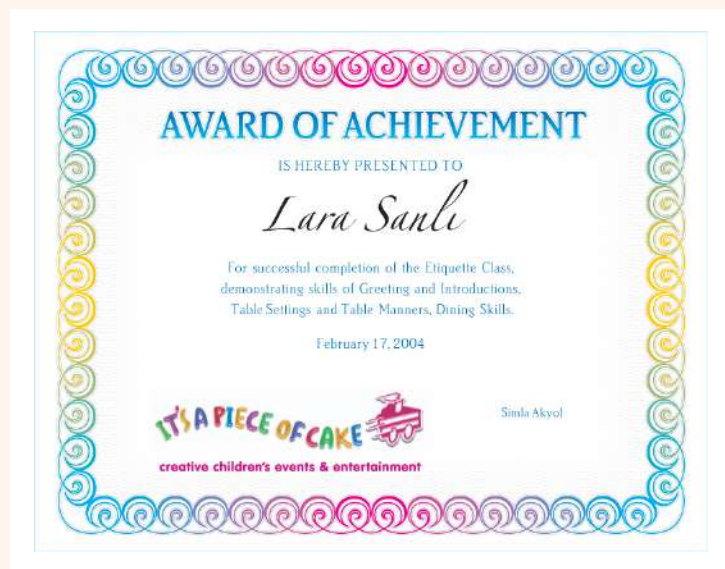 AWARD OF ACHIEVEMENT
IS HEREBY PRESENTED TO
Lara Sanlı
For successful completion of the Etiquette Class,
demonstrating skills of Greeting and Introductions,
Table Settings and Table Manners, Dining Skills.
February 17, 2004
IT'S A PIECE OF CAKE
Simla Akyol
creative children's events & entertainment